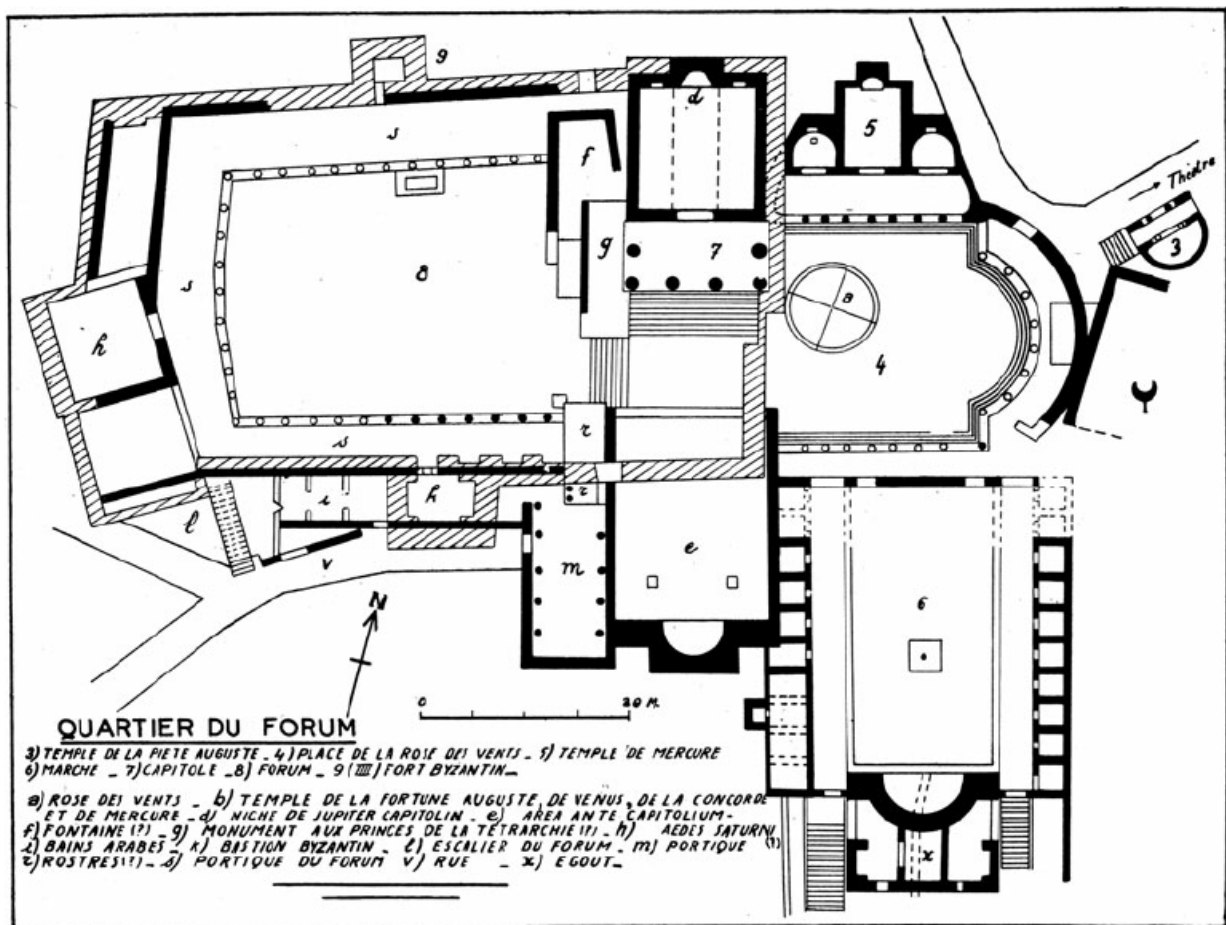 9
d
5
s
f
Théâtre
3
g
7
8
a
s
4
h
r
s
r
i
k
l
e
v
m
6
N
0
20 M.
x
QUARTIER DU FORUM
3) TEMPLE DE LA PIETE AUGUSTE _ 4) PLACE DE LA ROSE DES VENTS _ 5) TEMPLE DE MERCURE
6) MARCHE _ 7) CAPITOLE _ 8) FORUM _ 9 (////) FORT BYZANTIN _
a) ROSE DES VENTS _ b) TEMPLE DE LA FORTUNE AUGUSTE, DE VENUS, DE LA CONCORDE
ET DE MERCURE _ d) NICHE DE JUPITER CAPITOLIN _ e) AREA ANTE CAPITOLIUM -
f) FONTAINE (?) _ g) MONUMENT AUX PRINCES DE LA TÉTRARCHIE (?) _ h) AEDES SATURNI
i) BAINS ARABES _ K) BASTION BYZANTIN _ l) ESCALIER DU FORUM _ m) PORTIQUE (?)
r) ROSTRES (?) _ s) PORTIQUE DU FORUM V) RUE _ x) EGOUT _